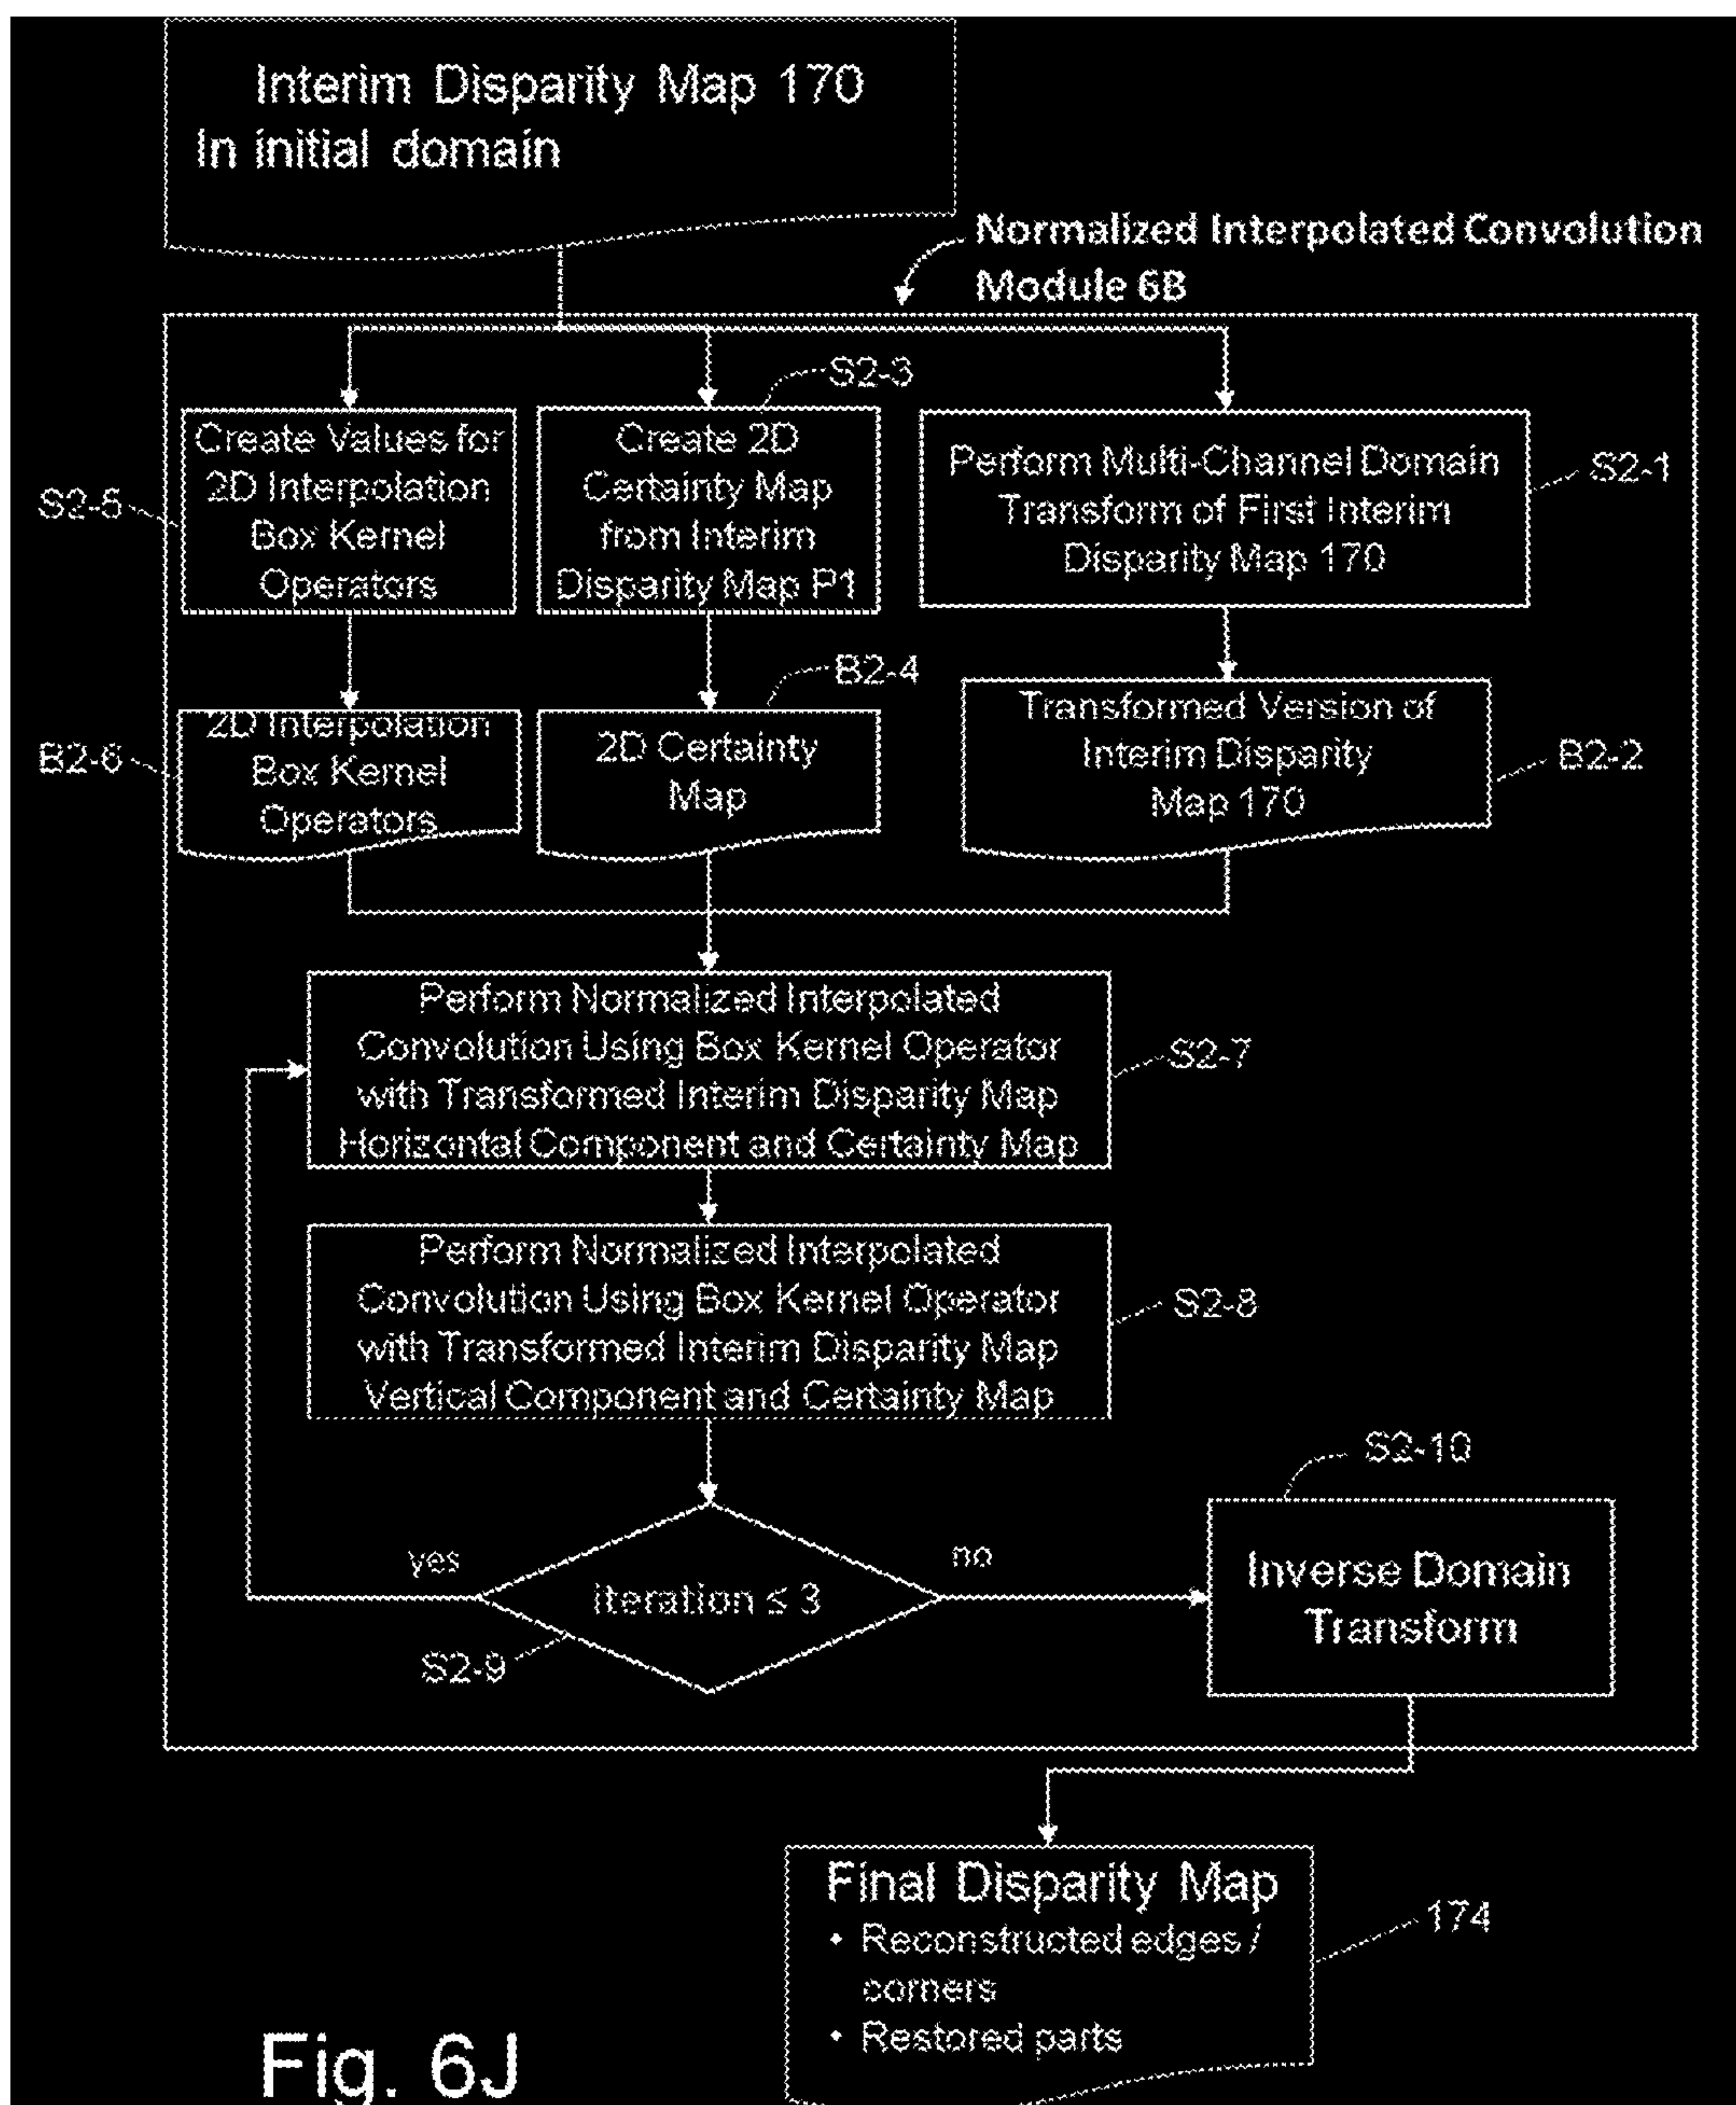 Interim Disparity Map 170
In initial domain
Normalized Interpolated Convolution
Module 6B
S2-3
Create Values for
2D Interpolation
Box Kernel
Operators
S2-5
Create 2D
Certainty Map
from Interim
Disparity Map P1
Perform Multi-Channel Domain
Transform of First Interim
Disparity Map 170
S2-1
B2-4
2D Interpolation
Box Kernel
Operators
B2-6
2D Certainty
Map
Transformed Version of
Interim Disparity
Map 170
B2-2
Perform Normalized Interpolated
Convolution Using Box Kernel Operator
with Transformed Interim Disparity Map
Horizontal Component and Certainty Map
S2-7
Perform Normalized Interpolated
Convolution Using Box Kernel Operator
with Transformed Interim Disparity Map
Vertical Component and Certainty Map
S2-8
S2-10
yes
no
iteration ≤ 3
S2-9
Inverse Domain
Transform
Final Disparity Map
• Reconstructed edges /
corners
• Restored parts
174
Fig. 6J